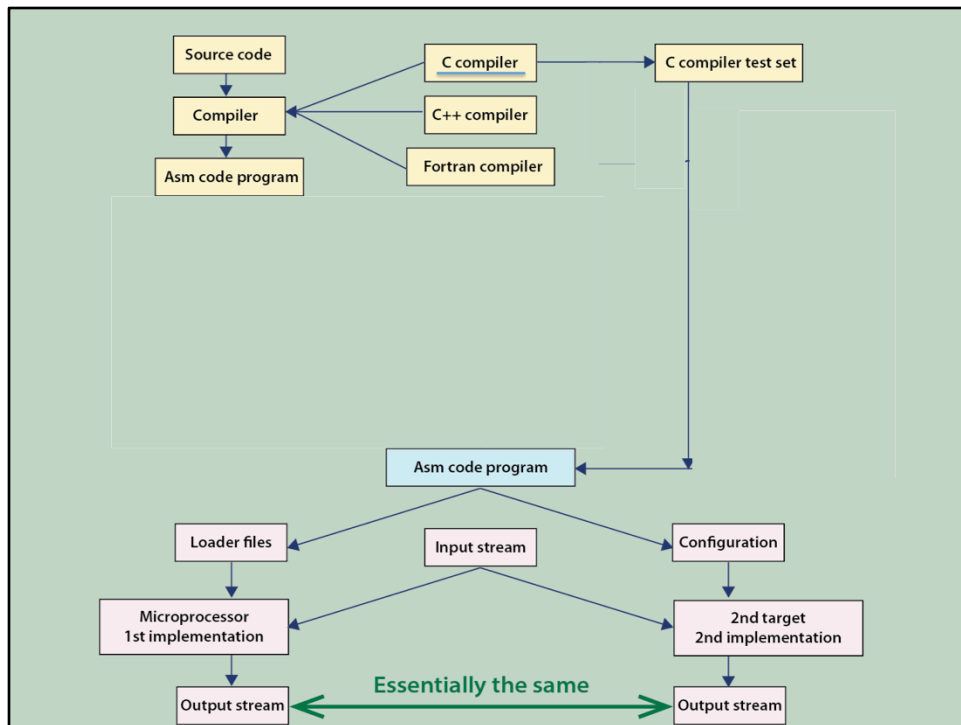 Source code
C compiler
C compiler test set
Compiler
C++ compiler
Asm code program
Fortran compiler
Asm code program
Loader files
Input stream
Configuration
Microprocessor
1st implementation
2nd target
2nd implementation
Essentially the same
Output stream
Output stream